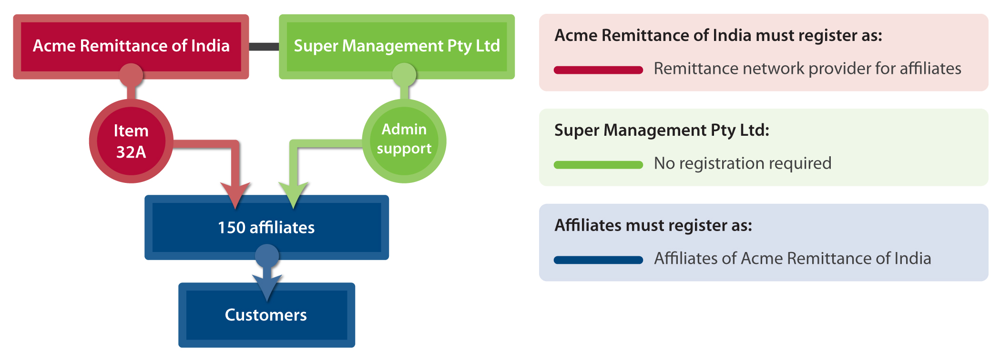 Acme Remittance of India
Super Management Pty Ltd
Item
32A
Admin
support
150 affiliates
Customers
Acme Remittance of India must register as:
Remittance network provider for affiliates
Super Management Pty Ltd:
No registration required
Affiliates must register as:
Affiliates of Acme Remittance of India